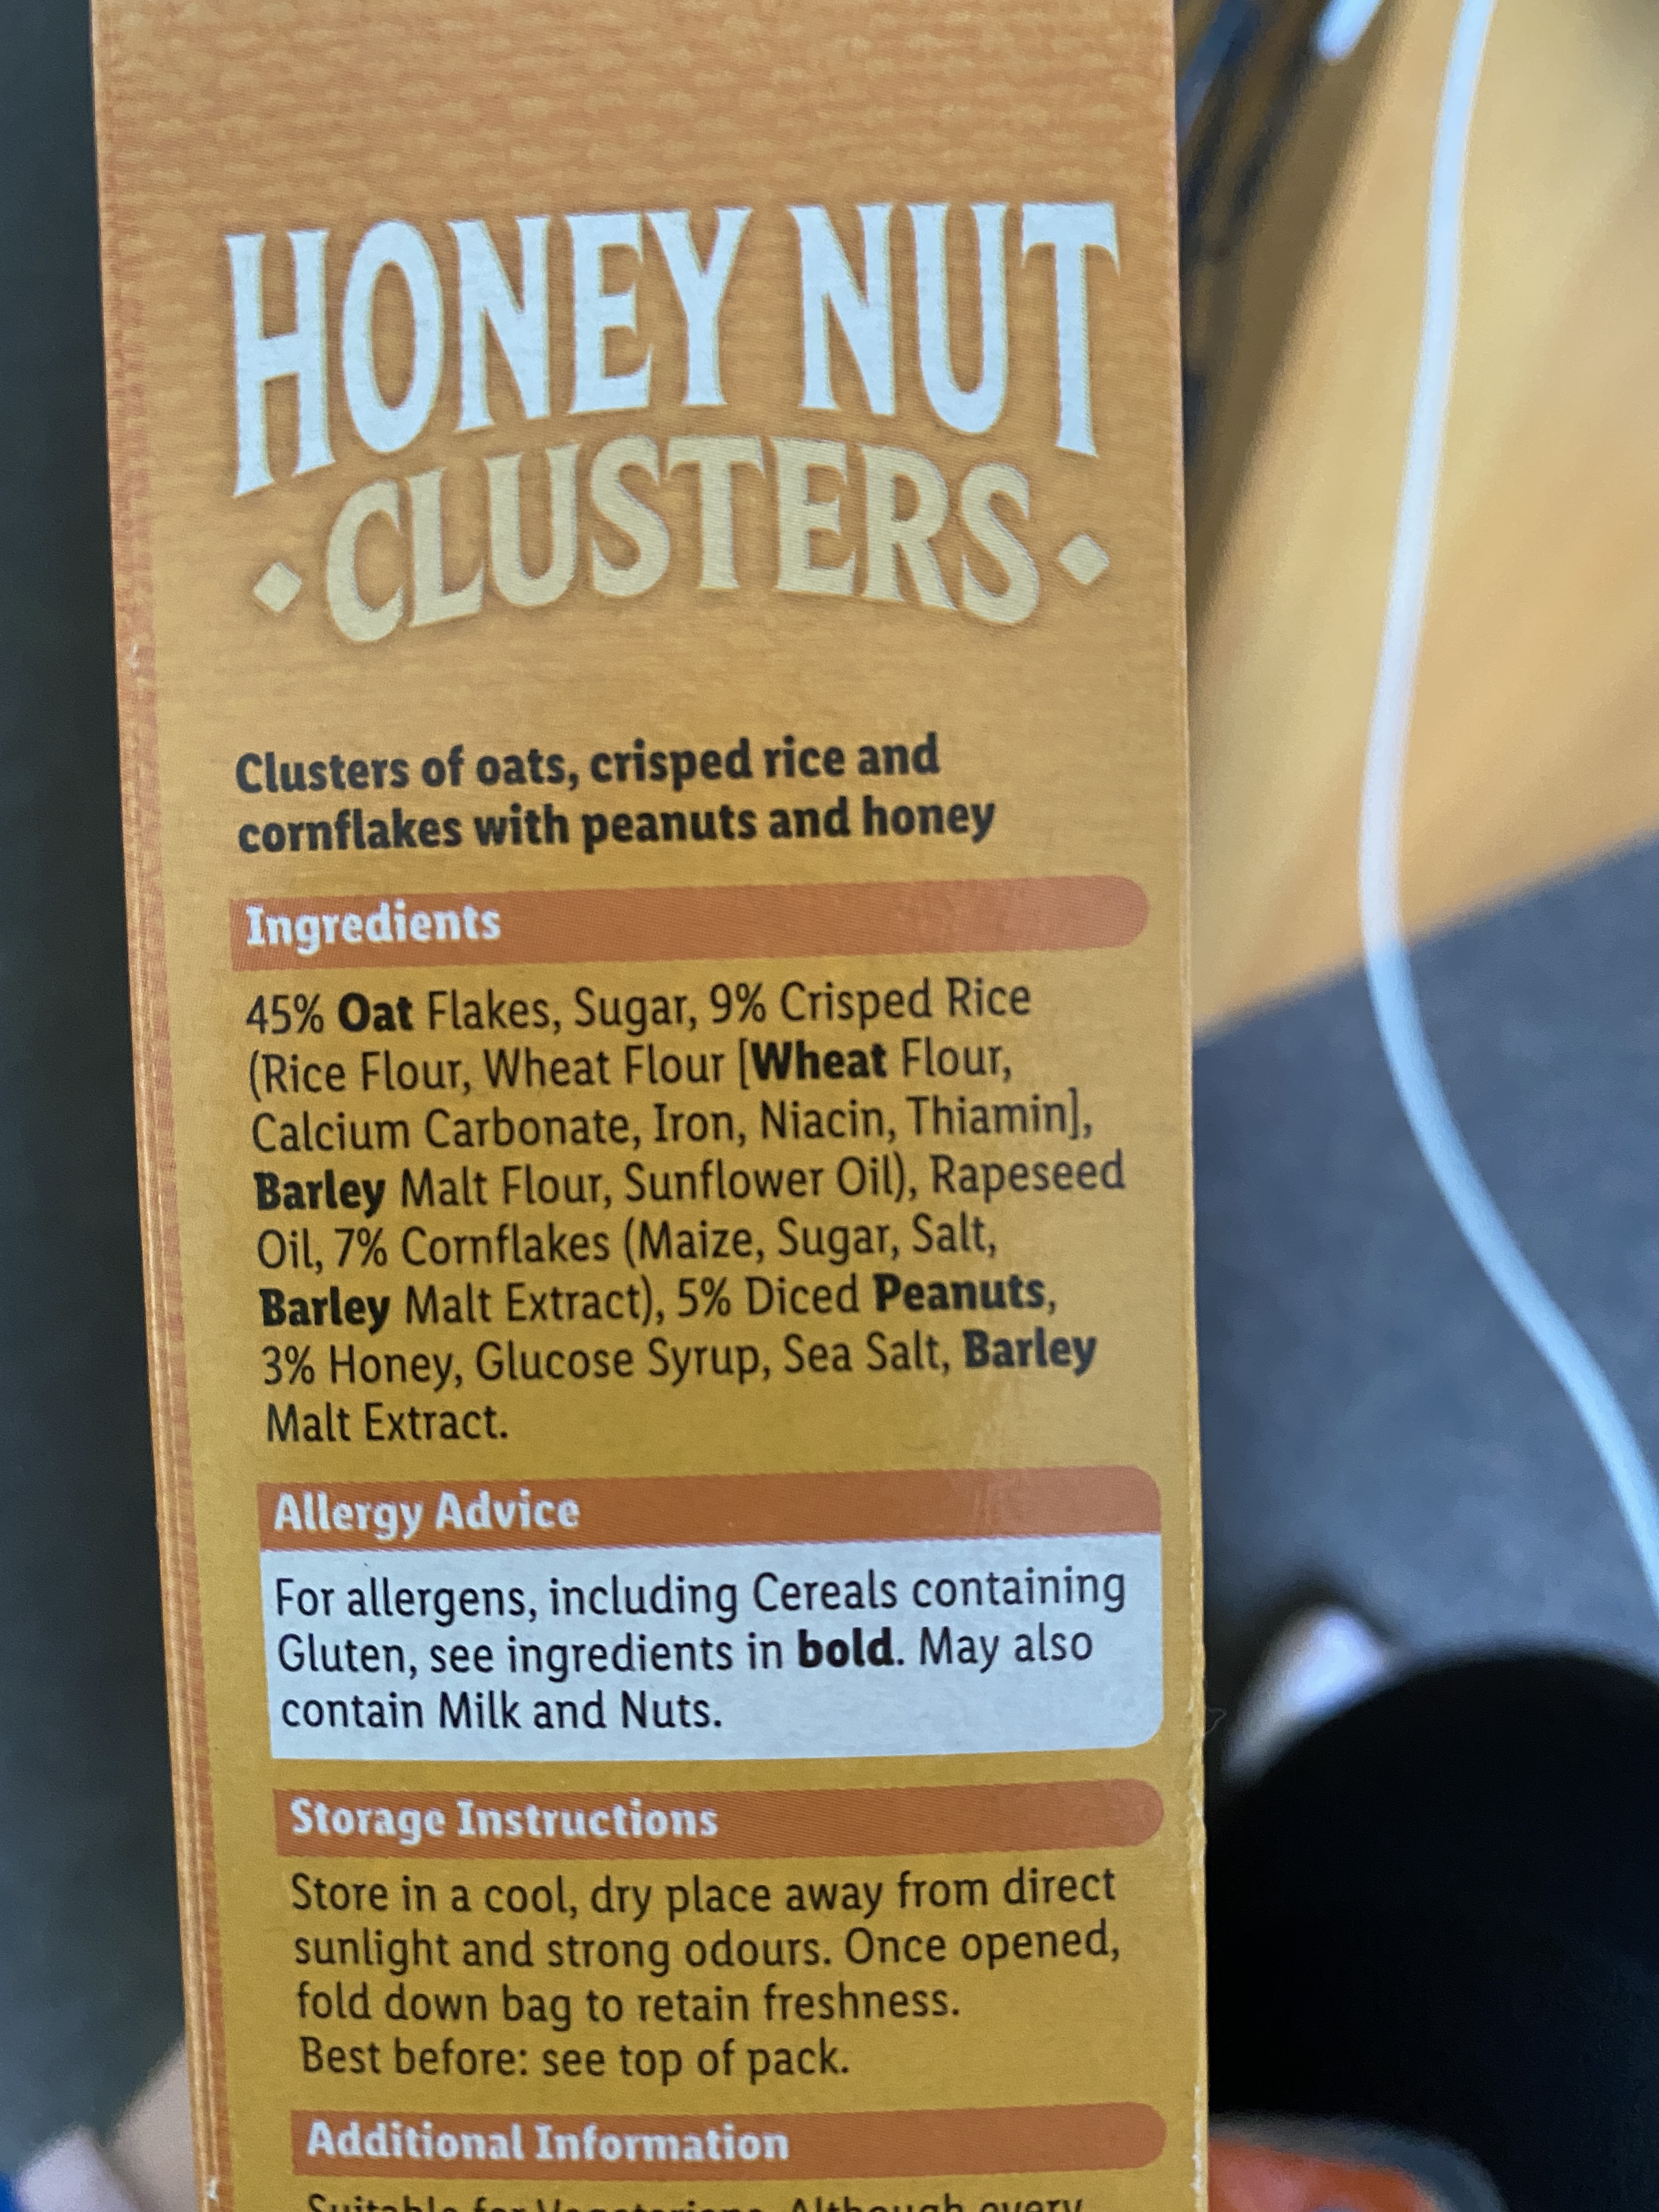 HONEY NUT
CLUSTERS
Clusters of oats, crisped rice and
cornflakes with peanuts and honey
Ingredients
45% Oat Flakes, Sugar, 9% Crisped Rice
(Rice Flour, Wheat Flour [Wheat Flour,
Calcium Carbonate, Iron, Niacin, Thiamin],
Barley Malt Flour, Sunflower Oil), Rapeseed
Oil, 7% Cornflakes (Maize, Sugar, Salt,
Barley Malt Extract), 5% Diced Peanuts,
3% Honey, Glucose Syrup, Sea Salt, Barley
Malt Extract.
Allergy Advice
For allergens, including Cereals containing
Gluten, see ingredients in bold. May also
contain Milk and Nuts.
Storage Instructions
Store in a cool, dry place away from direct
sunlight and strong odours. Once opened,
fold down bag to retain freshness.
Best before: see top of pack.
Additional Information
Suitable for Vegetarians. Although every